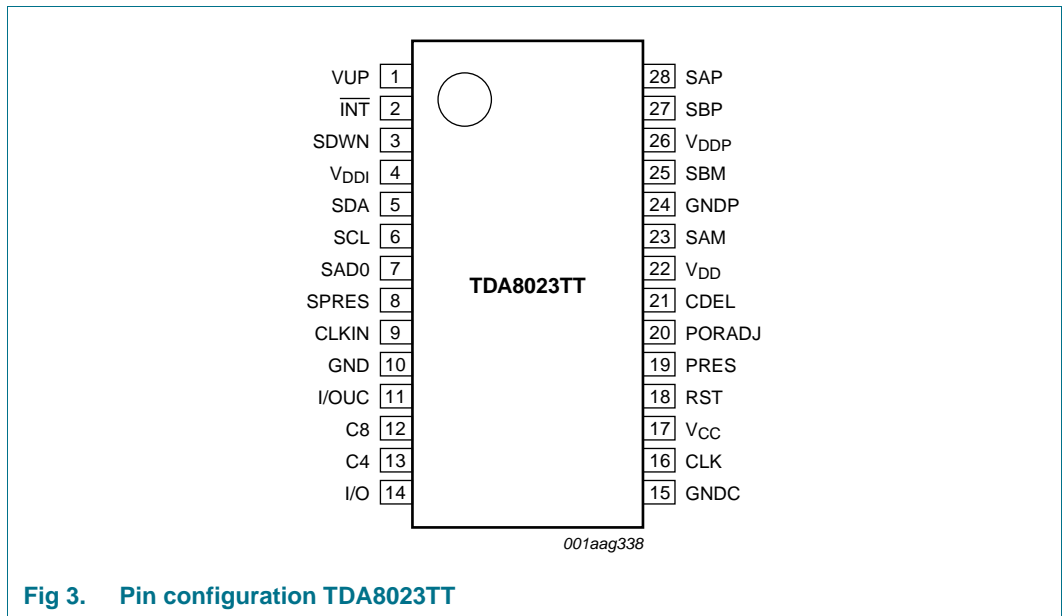 VUP 1
INT 2
SDWN 3
VDDI 4
SDA 5
SCL 6
SAD0 7
SPRES 8
CLKIN 9
GND 10
I/OUC 11
C8 12
C4 13
I/O 14
TDA8023TT
28 SAP
27 SBP
26 VDDP
25 SBM
24 GNDP
23 SAM
22 VDD
21 CDEL
20 PORADJ
19 PRES
18 RST
17 VCC
16 CLK
15 GNDC
001aag338
Fig 3. Pin configuration TDA8023TT